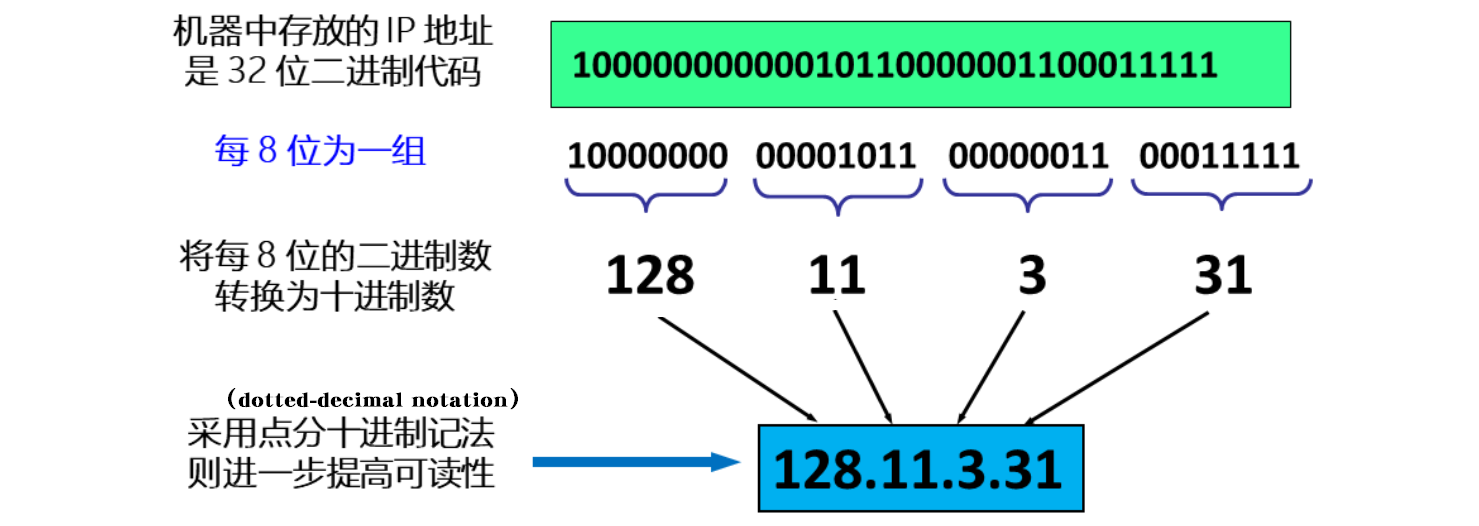 机器中存放的 IP 地址
是 32 位二进制代码
10000000000010110000001100011111
每 8 位为一组
10000000 00001011 00000011 00011111
将每 8 位的二进制数
转换为十进制数
128 11 3 31
(dotted-decimal notation)
采用点分十进制记法
则进一步提高可读性
128.11.3.31